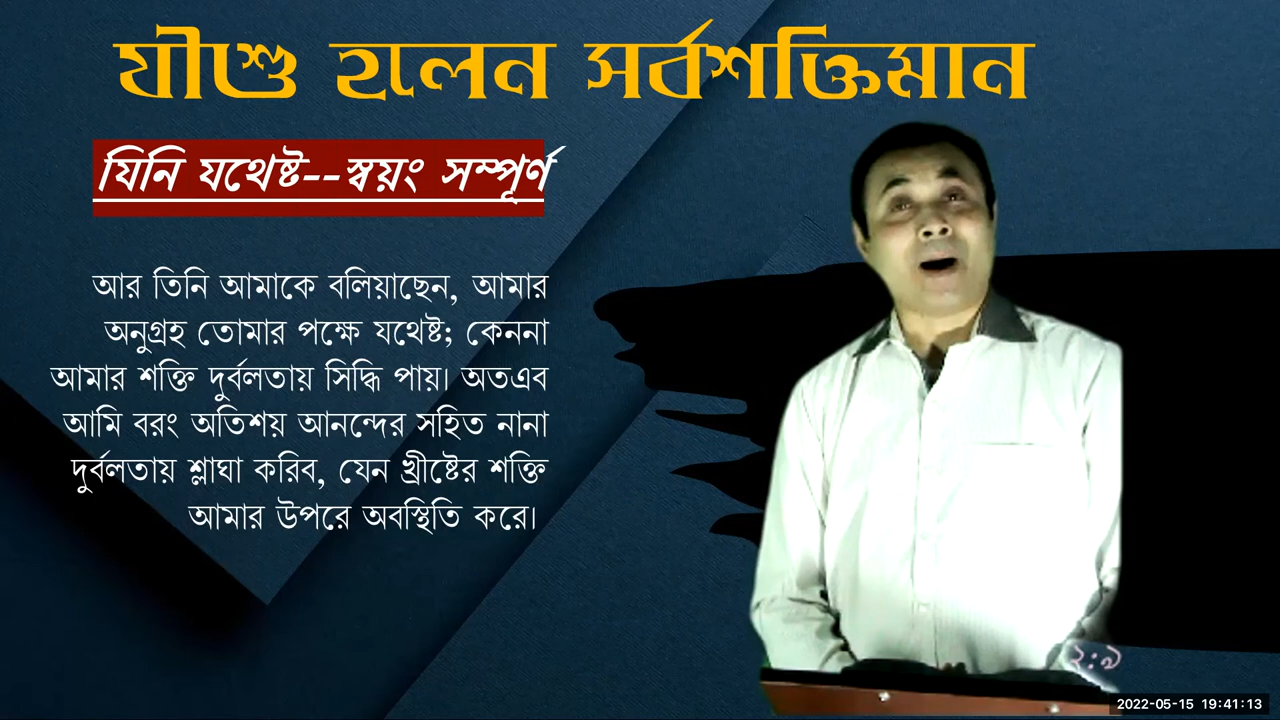 যীশু হলেন সর্বশক্তিমান
যিনি যথেষ্ট--স্বয়ং সম্পূর্ণ
আর তিনি আমাকে বলিয়াছেন, আমার
অনুগ্রহ তোমার পক্ষে যথেষ্ট; কেননা
আমার শক্তি দুর্বলতায় সিদ্ধি পায়। অতএব
আমি বরং অতিশয় আনন্দের সহিত নানা
দুর্বলতায় শ্লাঘা করিব, যেন খ্রীষ্টের শক্তি
আমার উপরে অবস্থিতি করে।
২:৯
2022-05-15 19:41:13